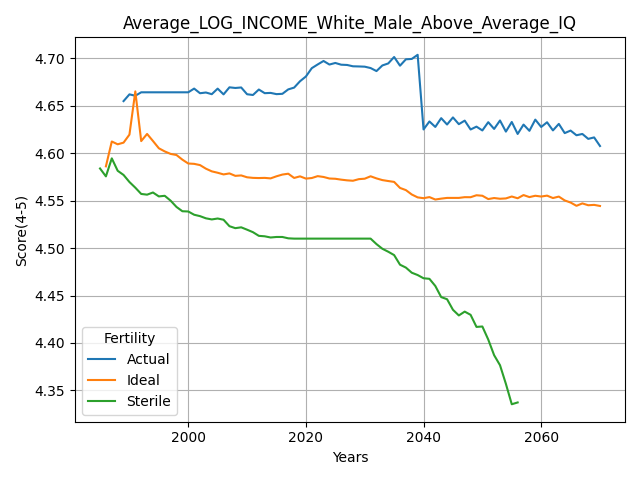 Average_LOG_INCOME_White_Male_Above_Average_IQ
4.70
4.65
4.60
4.55
4.50
4.45
4.40
4.35
Score(4-5)
Fertility
Actual
Ideal
Sterile
2000 2020 2040 2060
Years